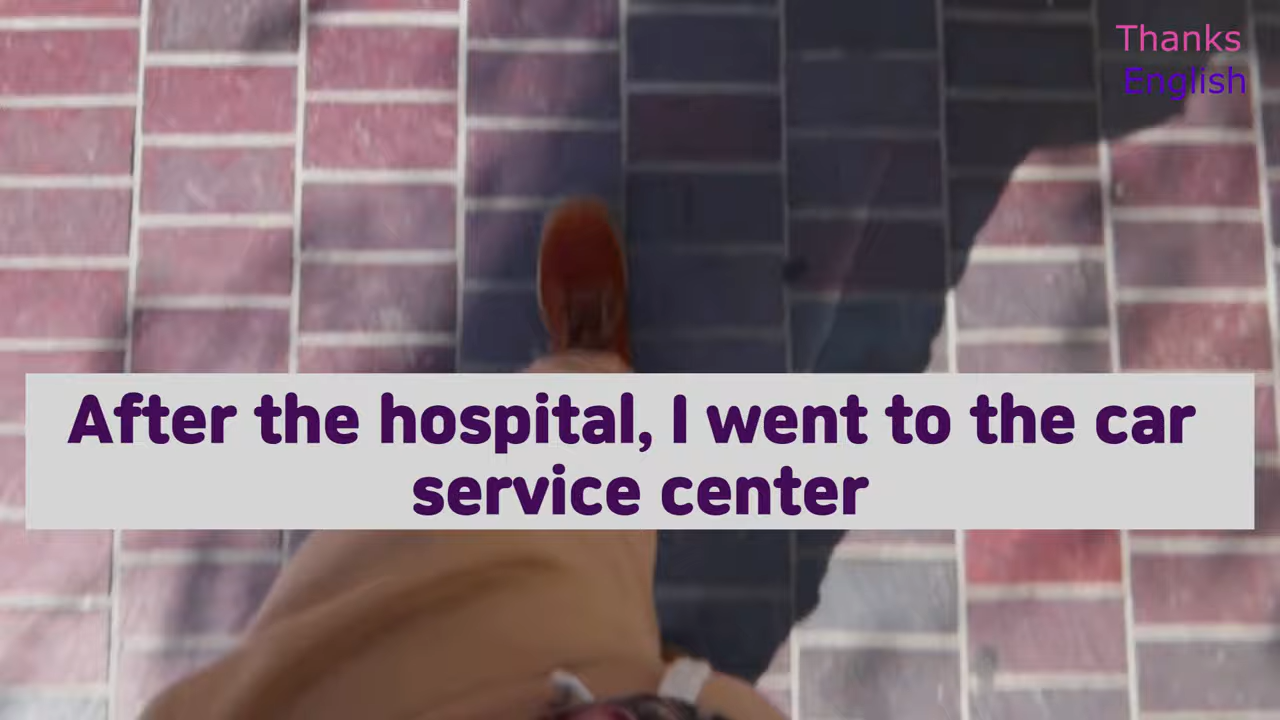 Thanks
English
After the hospital, I went to the car
service center